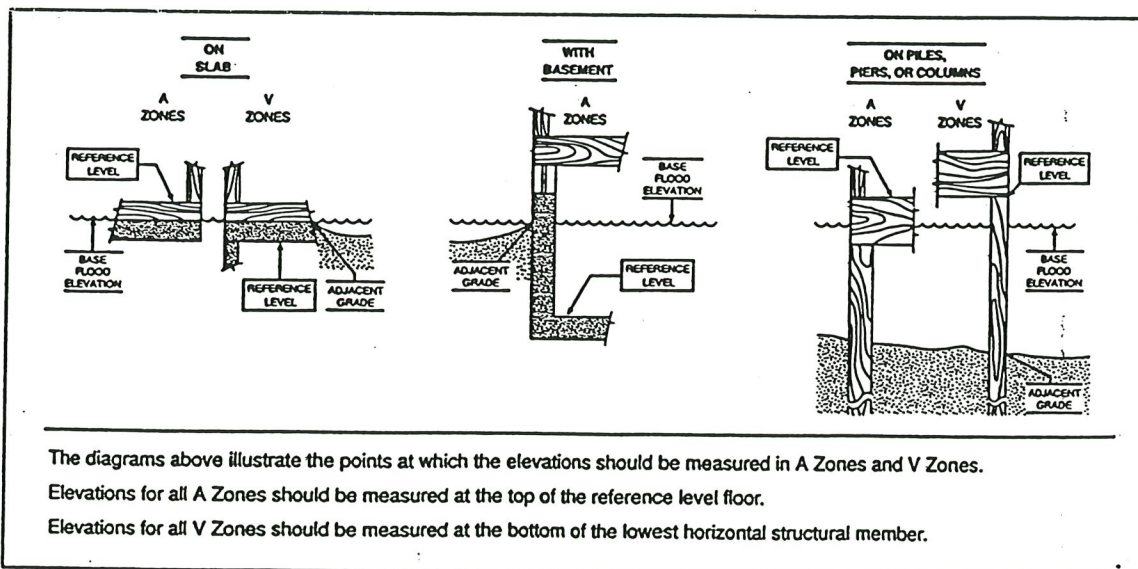 ON
SLAB
A
ZONES
V
ZONES
REFERENCE
LEVEL
BASE
FLOOD
ELEVATION
REFERENCE
LEVEL
ADJACENT
GRADE
WITH
BASEMENT
A
ZONES
BASE
FLOOD
ELEVATION
ADJACENT
GRADE
REFERENCE
LEVEL
ON PILES,
PIERS, OR COLUMNS
A
ZONES
V
ZONES
REFERENCE
LEVEL
REFERENCE
LEVEL
BASE
FLOOD
ELEVATION
ADJACENT
GRADE
The diagrams above illustrate the points at which the elevations should be measured in A Zones and V Zones.
Elevations for all A Zones should be measured at the top of the reference level floor.
Elevations for all V Zones should be measured at the bottom of the lowest horizontal structural member.